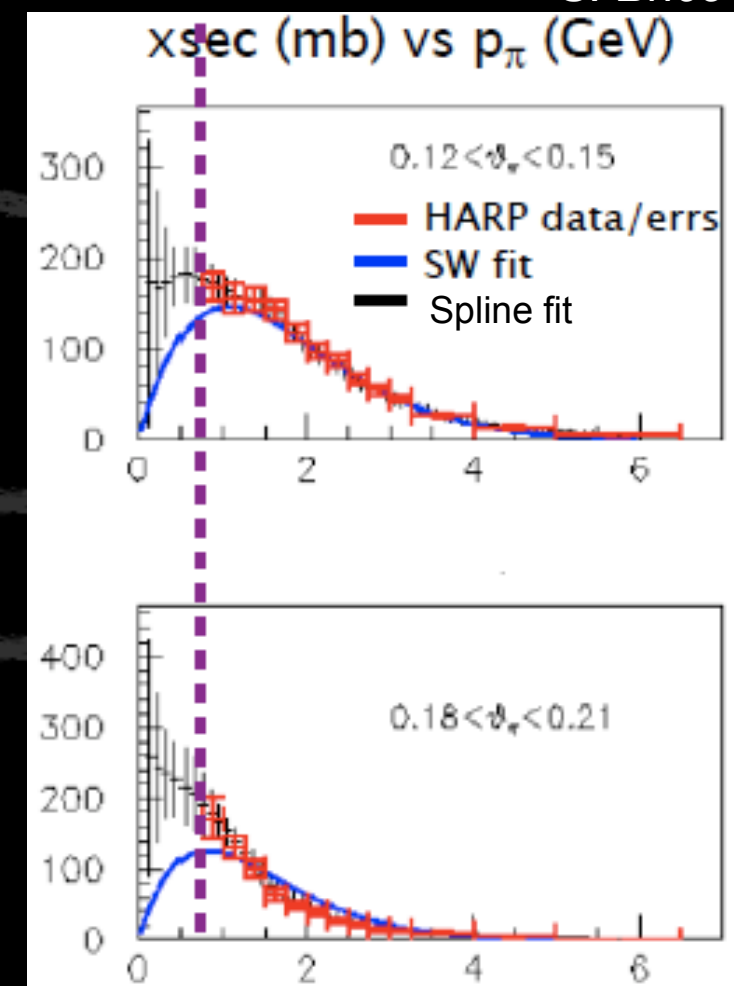 xsec (mb) vs pπ (GeV)
0.12<ϑπ<0.15
300
HARP data/errs
200
SW fit
Spline fit
100
0
0 2 4 6
400
0.18<ϑπ<0.21
300
200
100
0
0 2 4 6